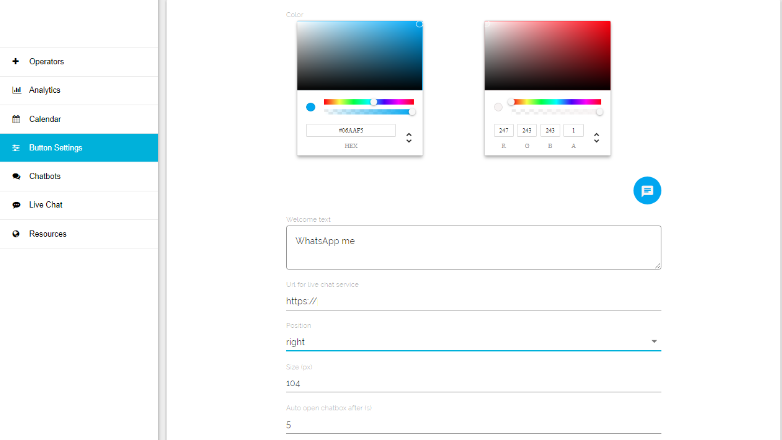 Operators
Analytics
Calendar
Button Settings
Chatbots
Live Chat
Resources
Color
#06AAF5
HEX
247 243 243 1
R G B A
Welcome text
WhatsApp me
Url for live chat service
https://
Position
right
Size (px)
104
Auto open chatbox after (s)
5